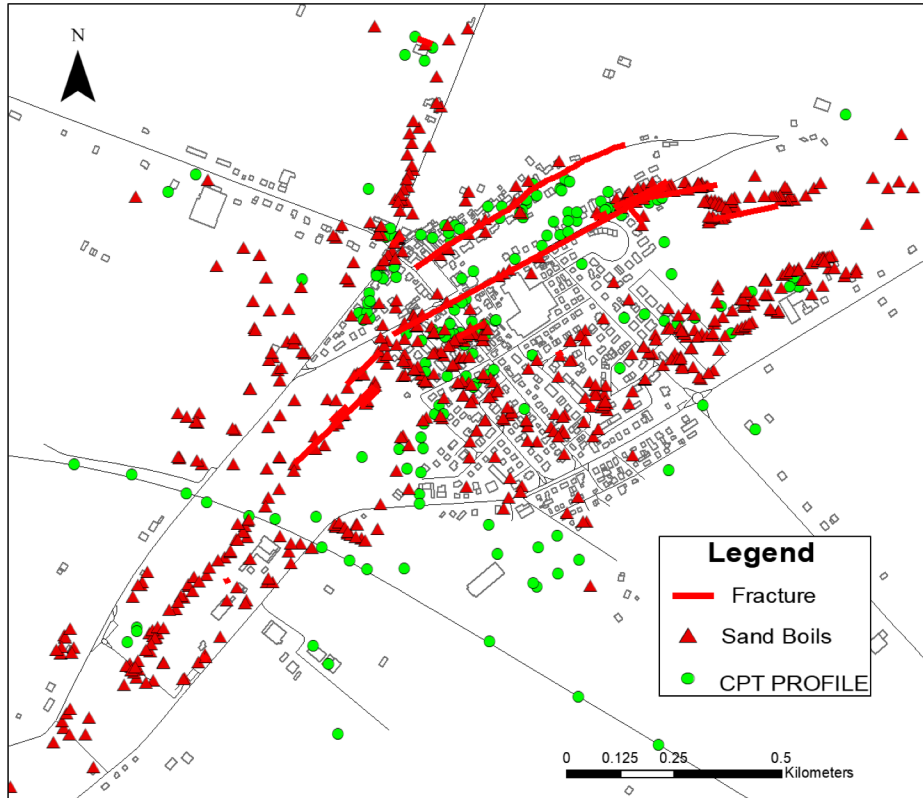 N
Legend
Fracture
Sand Boils
CPT PROFILE
0 0.125 0.25 0.5
Kilometers